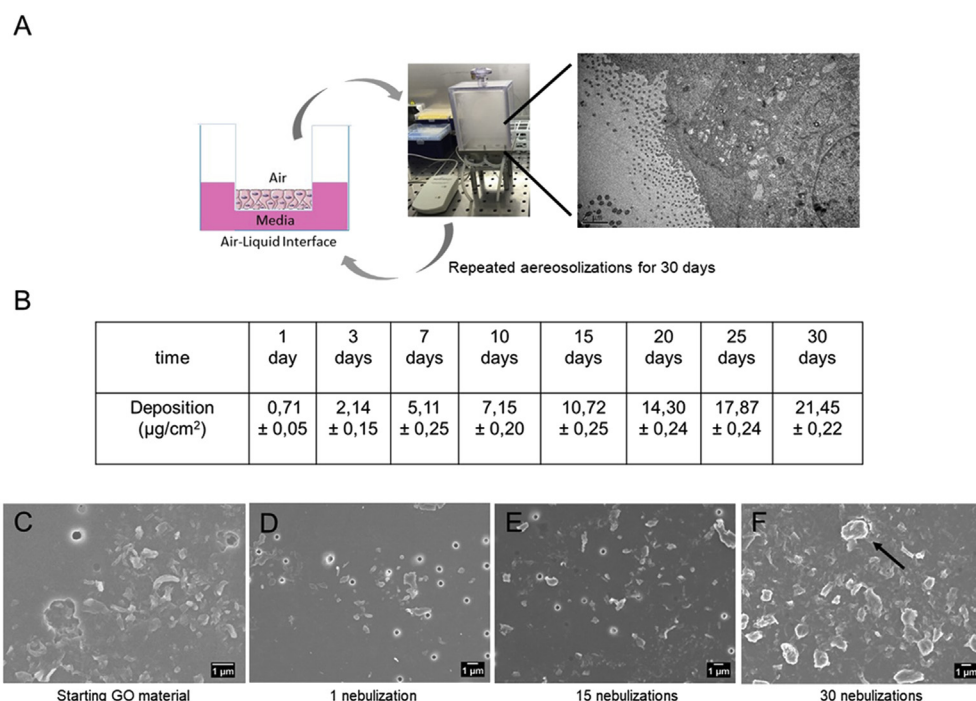 A
Air
Media
Air-Liquid Interface
Repeated aereosolizations for 30 days
B
time 1 day 3 days 7 days 10 days 15 days 20 days 25 days 30 days
Deposition (µg/cm²) 0,71 ± 0,05 2,14 ± 0,15 5,11 ± 0,25 7,15 ± 0,20 10,72 ± 0,25 14,30 ± 0,24 17,87 ± 0,24 21,45 ± 0,22
C
D
E
F
1 µm
1 µm
1 µm
1 µm
Starting GO material
1 nebulization
15 nebulizations
30 nebulizations